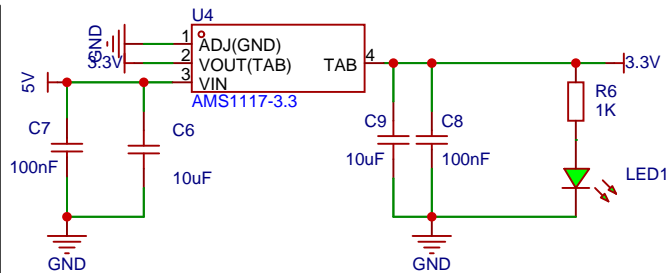 U4
GND
1
ADJ(GND)
3.3V
2
VOUT(TAB)
TAB
4
3.3V
5V
3
VIN
AMS1117-3.3
R6
1K
C7
C6
C9
C8
100nF
10uF
10uF
100nF
LED1
GND
GND